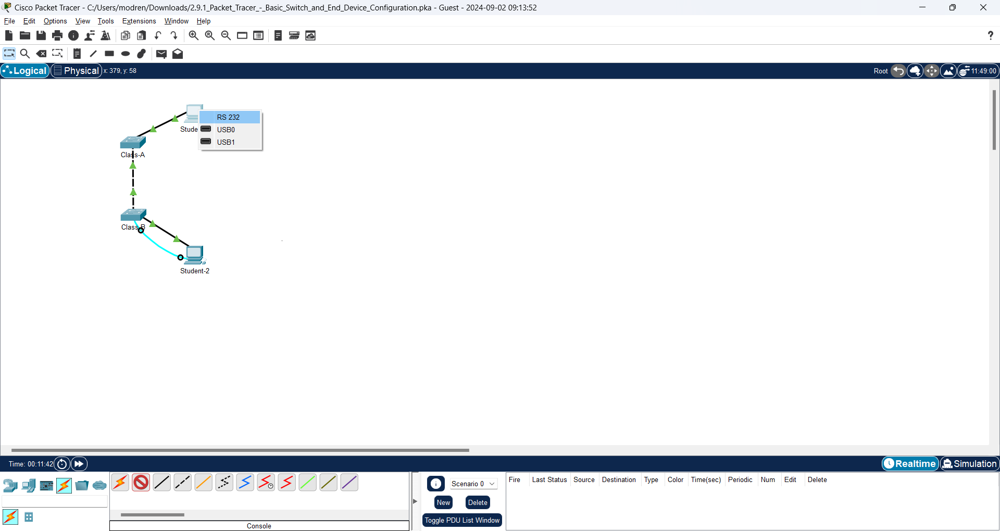 Cisco Packet Tracer - C:/Users/modren/Downloads/2.9.1_Packet_Tracer_-_Basic_Switch_and_End_Device_Configuration.pka - Guest - 2024-09-02 09:13:52
File Edit Options View Tools Extensions Window Help
Logical Physical x: 379, y: 58 Root 11:49:00
RS 232
USB0
USB1
Stude
Class-A
Class-B
Student-2
Time: 00:11:42 Realtime Simulation
Scenario 0
New Delete
Toggle PDU List Window
Fire Last Status Source Destination Type Color Time(sec) Periodic Num Edit Delete
Console